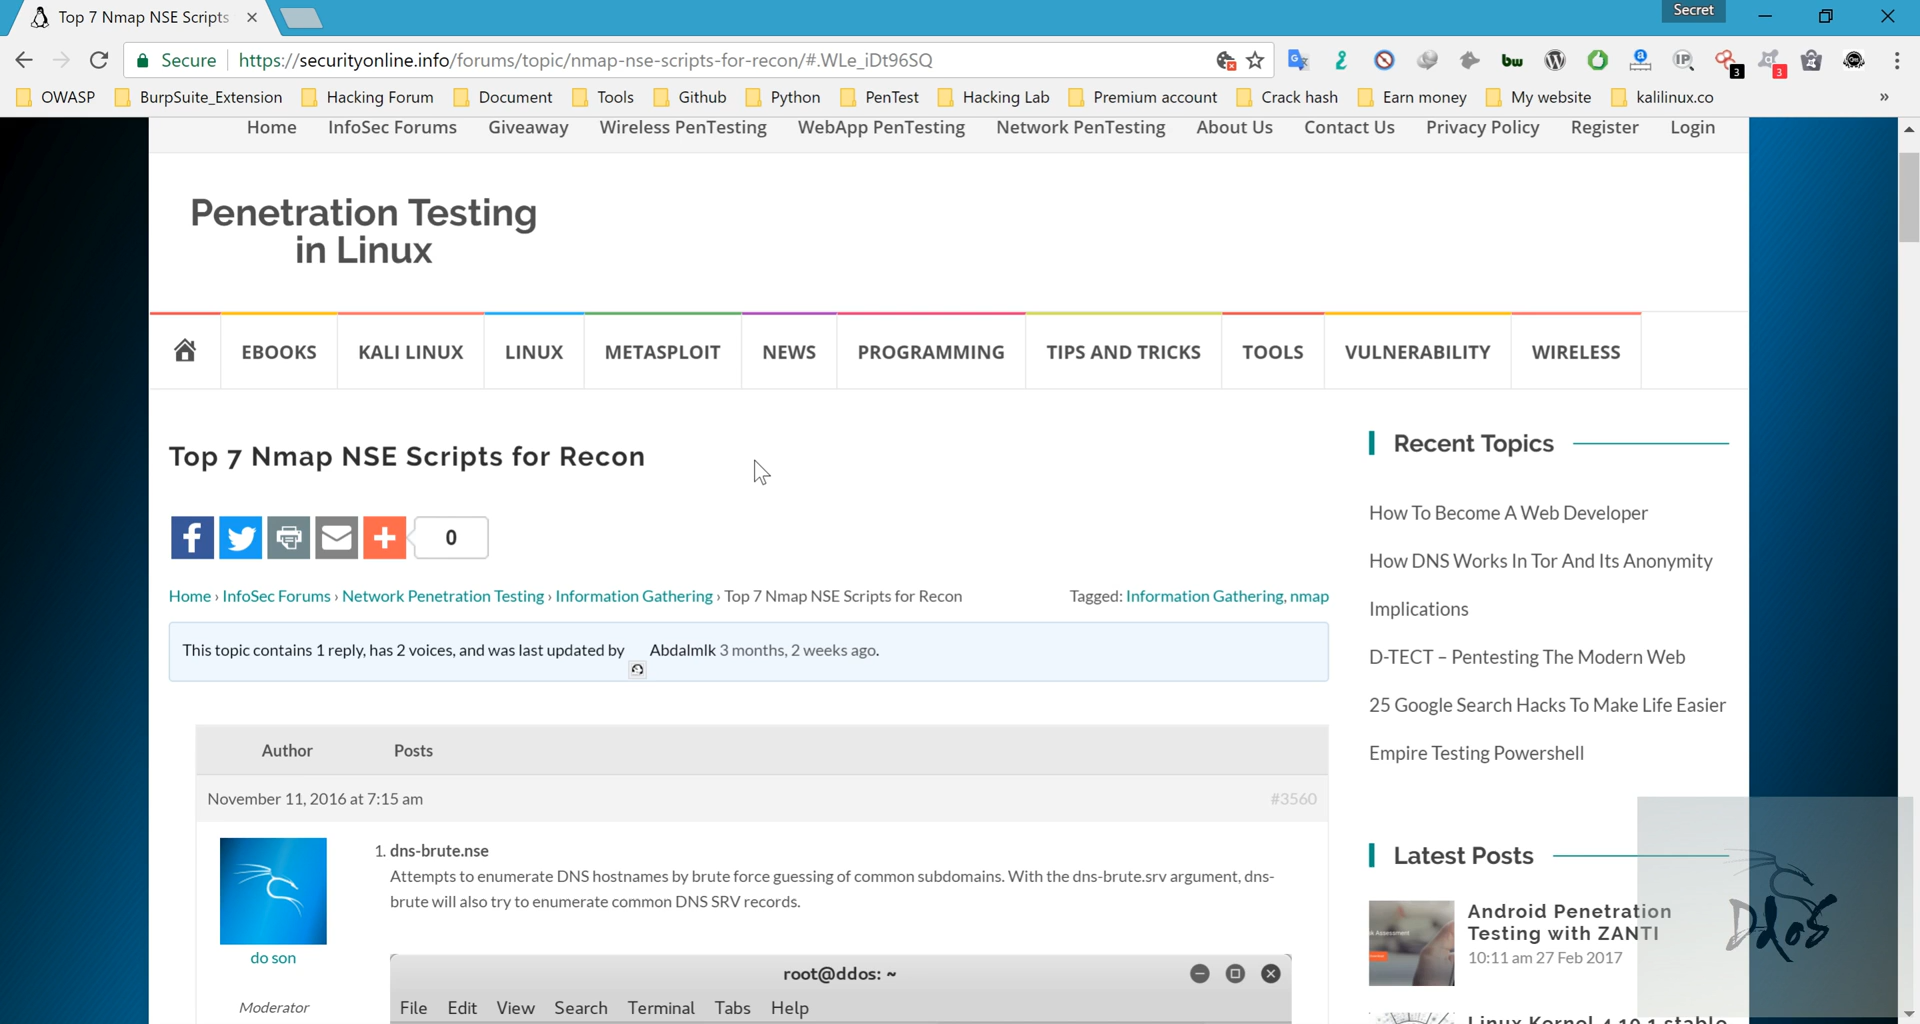 Top 7 Nmap NSE Scripts
Secret
Secure https://securityonline.info/forums/topic/nmap-nse-scripts-for-recon/#.WLe_iDt96SQ
bw
IP
3
3
OWASP BurpSuite_Extension Hacking Forum Document Tools Github Python PenTest Hacking Lab Premium account Crack hash Earn money My website kalilinux.co »
Home InfoSec Forums Giveaway Wireless PenTesting WebApp PenTesting Network PenTesting About Us Contact Us Privacy Policy Register Login
Penetration Testing
in Linux
EBOOKS KALI LINUX LINUX METASPLOIT NEWS PROGRAMMING TIPS AND TRICKS TOOLS VULNERABILITY WIRELESS
Top 7 Nmap NSE Scripts for Recon
0
Home › InfoSec Forums › Network Penetration Testing › Information Gathering › Top 7 Nmap NSE Scripts for Recon
Tagged: Information Gathering, nmap
This topic contains 1 reply, has 2 voices, and was last updated by Abdalmlk 3 months, 2 weeks ago.
Author Posts
November 11, 2016 at 7:15 am #3560
do son
Moderator
1. dns-brute.nse
Attempts to enumerate DNS hostnames by brute force guessing of common subdomains. With the dns-brute.srv argument, dns-
brute will also try to enumerate common DNS SRV records.
root@ddos: ~
File Edit View Search Terminal Tabs Help
Recent Topics
How To Become A Web Developer
How DNS Works In Tor And Its Anonymity
Implications
D-TECT – Pentesting The Modern Web
25 Google Search Hacks To Make Life Easier
Empire Testing Powershell
Latest Posts
Android Penetration
Testing with ZANTI
10:11 am 27 Feb 2017
Linux Kernel 4.10.1 stable
DdoS